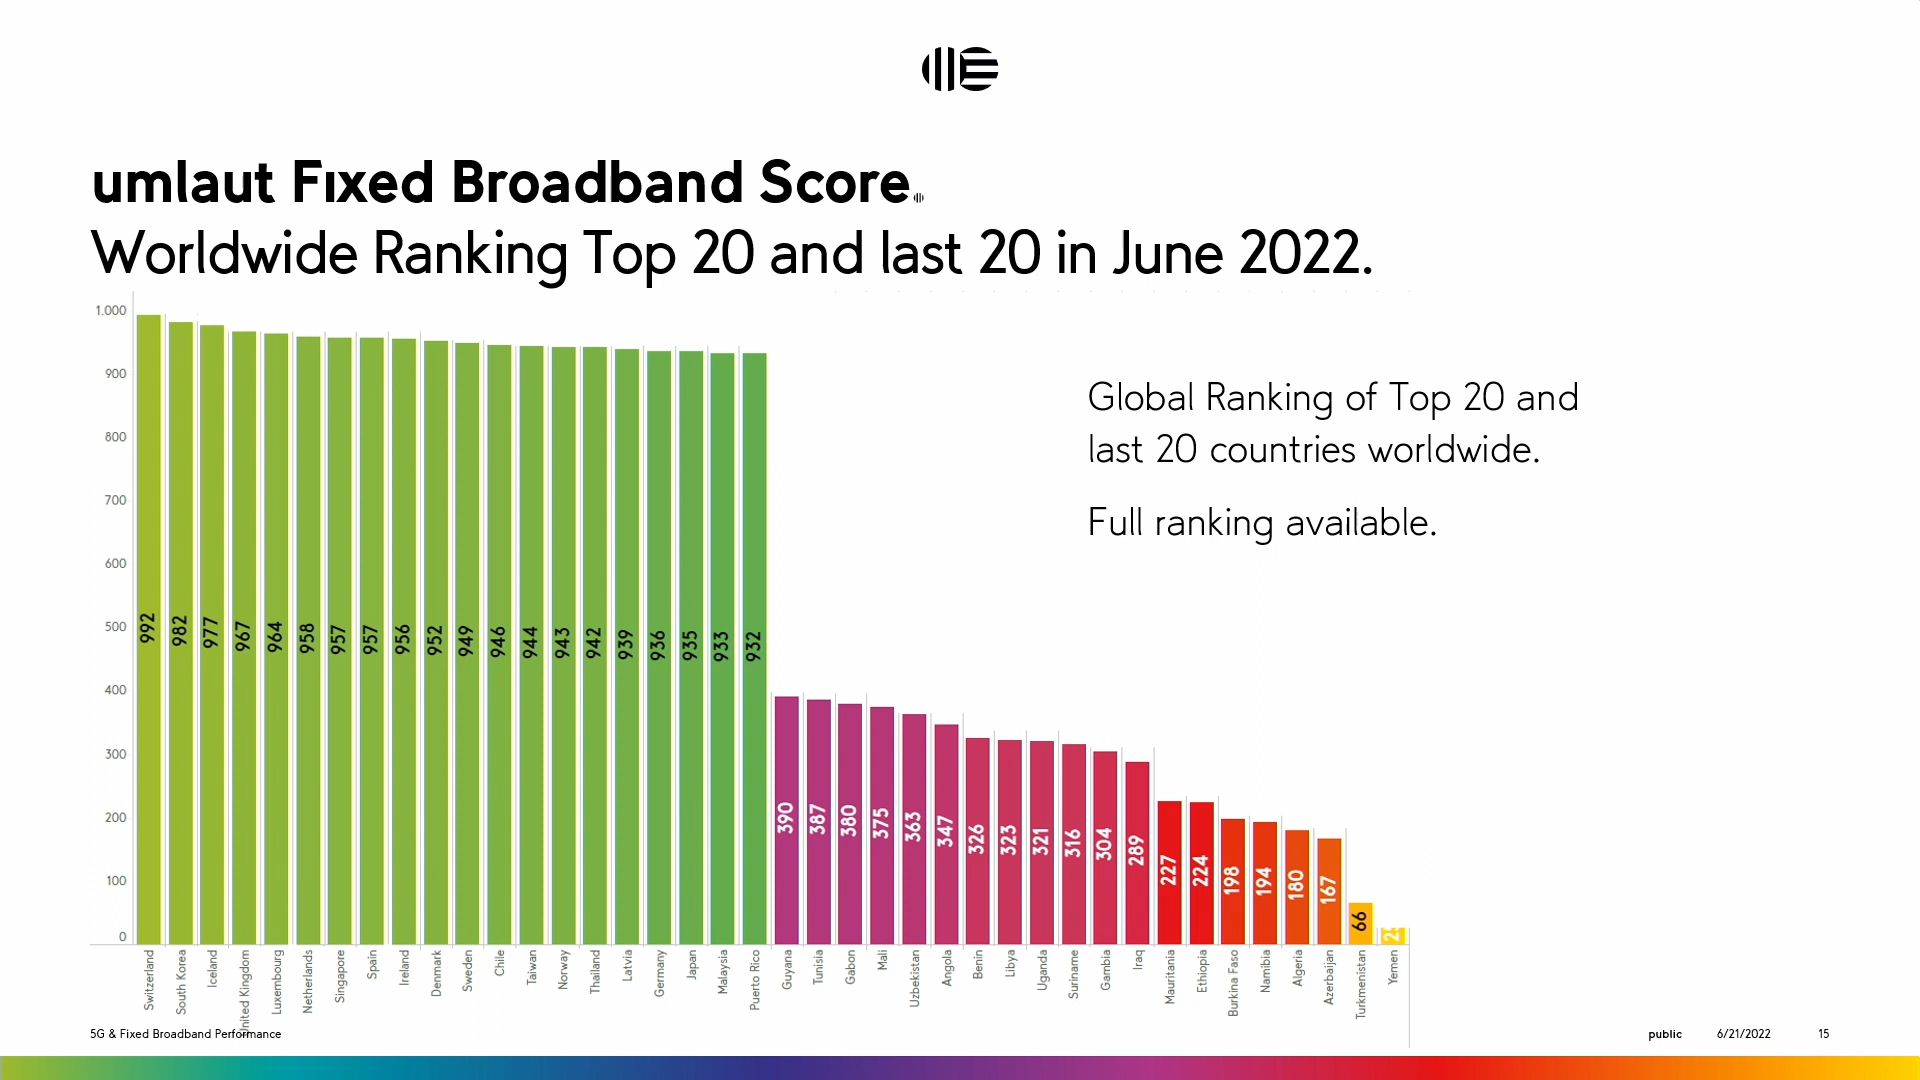 umlaut Fixed Broadband Score.
Worldwide Ranking Top 20 and last 20 in June 2022.
1.000
900
800
700
600
500
400
300
200
100
0
992 982 977 967 964 958 957 957 956 952 949 946 944 943 942 939 936 935 933 932 390 387 380 375 363 347 326 323 321 316 304 289 227 224 198 194 180 167 66
Switzerland South Korea Iceland United Kingdom Luxembourg Netherlands Singapore Spain Ireland Denmark Sweden Chile Taiwan Norway Thailand Latvia Germany Japan Malaysia Puerto Rico Guyana Tunisia Gabon Mali Uzbekistan Angola Benin Libya Uganda Suriname Gambia Iraq Mauritania Ethiopia Burkina Faso Namibia Algeria Azerbaijan Turkmenistan Yemen
Global Ranking of Top 20 and
last 20 countries worldwide.
Full ranking available.
5G & Fixed Broadband Performance
public 6/21/2022 15